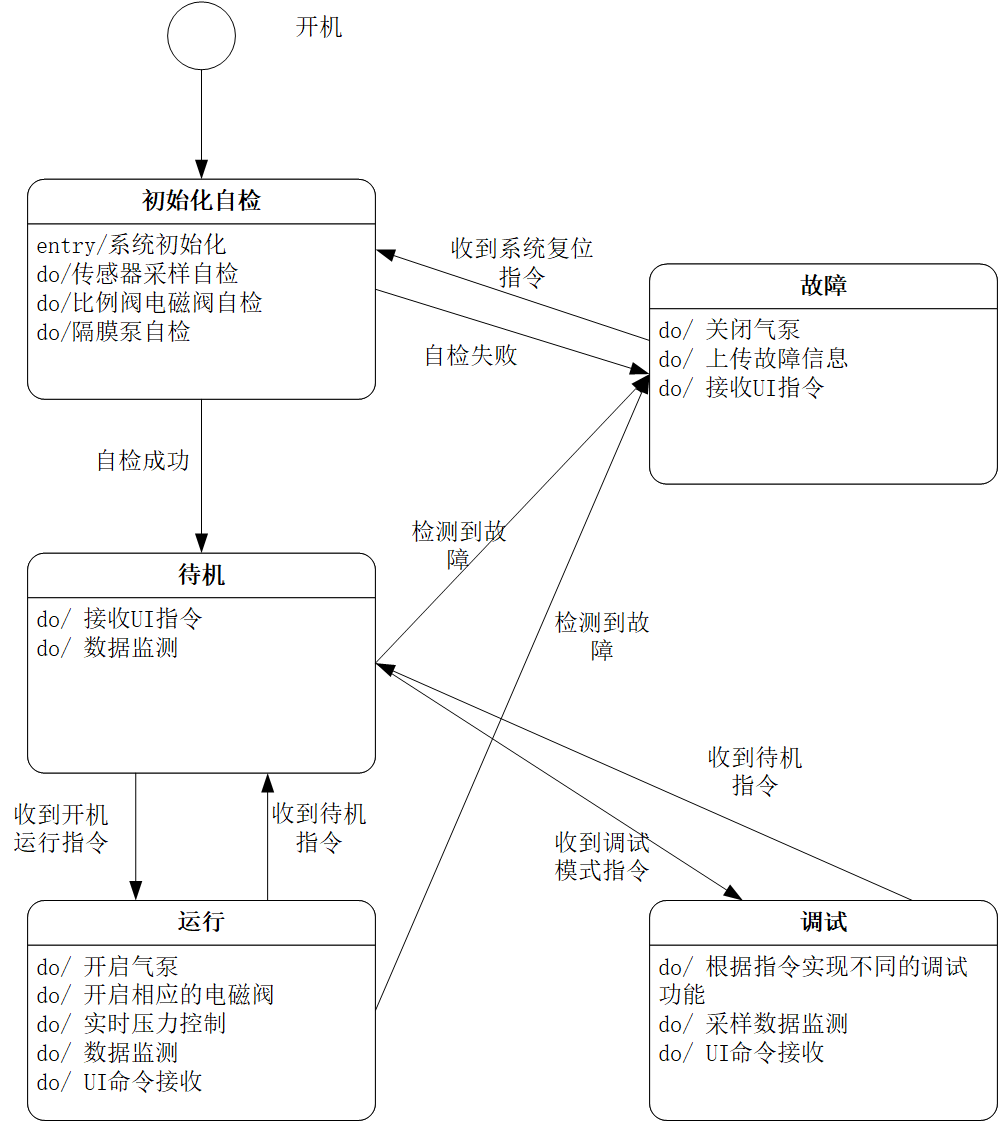 开机
初始化自检
entry/系统初始化
do/传感器采样自检
do/比例阀电磁阀自检
do/隔膜泵自检
收到系统复位
指令
故障
do/ 关闭气泵
do/ 上传故障信息
do/ 接收UI指令
自检失败
自检成功
检测到故
障
待机
do/ 接收UI指令
do/ 数据监测
检测到故
障
收到待机
指令
收到开机
运行指令
收到待机
指令
收到调试
模式指令
运行
do/ 开启气泵
do/ 开启相应的电磁阀
do/ 实时压力控制
do/ 数据监测
do/ UI命令接收
调试
do/ 根据指令实现不同的调试
功能
do/ 采样数据监测
do/ UI命令接收